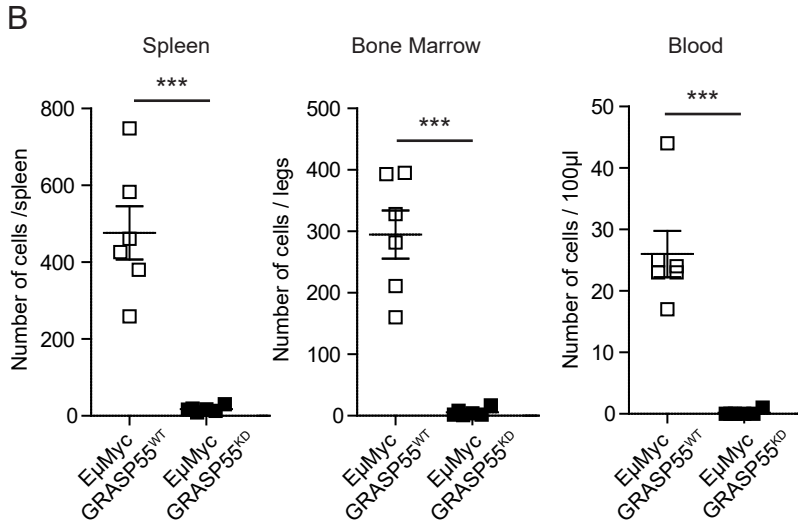 B
Spleen
***
Number of cells /spleen
800
600
400
200
0
EµMyc
GRASP55WT
EµMyc
GRASP55KD
Bone Marrow
***
Number of cells / legs
500
400
300
200
100
0
EµMyc
GRASP55WT
EµMyc
GRASP55KD
Blood
***
Number of cells / 100µl
50
40
30
20
10
0
EµMyc
GRASP55WT
EµMyc
GRASP55KD